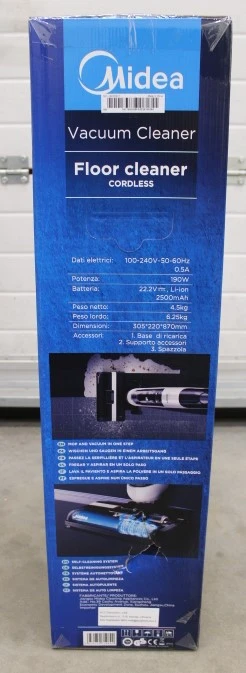 Midea
Vacuum Cleaner
Floor cleaner
CORDLESS
Dati elettrici: 100-240V~50-60Hz
0.5A
Potenza: 190W
Batteria: 22.2V, Li-ion
2500mAh
Peso netto: 4.5kg
Peso lordo: 6.25kg
Dimensioni: 305*220*870mm
Accessori: 1. Base di ricarica
2. Supporto accessori
3. Spazzola
MOP AND VACUUM IN ONE STEP
WISCHEN UND SAUGEN IN EINEM ARBEITSGANG
PASSEZ LA SERPILLIÈRE ET L'ASPIRATEUR EN UNE SEULE ÉTAPE
FREGAR Y ASPIRAR EN UN SOLO PASO
LAVA IL PAVIMENTO E ASPIRA LA POLVERE IN UN SOLO PASSAGGIO
ESFREGUE E ASPIRE NUM ÚNICO PASSO
Midea
SELF-CLEANING SYSTEM
SELBSTREINIGUNGSSYSTEM
SYSTÈME AUTONETTOYANT
SISTEMA DE AUTOLIMPIEZA
SISTEMA AUTOPULENTE
SISTEMA DE AUTO LIMPEZA